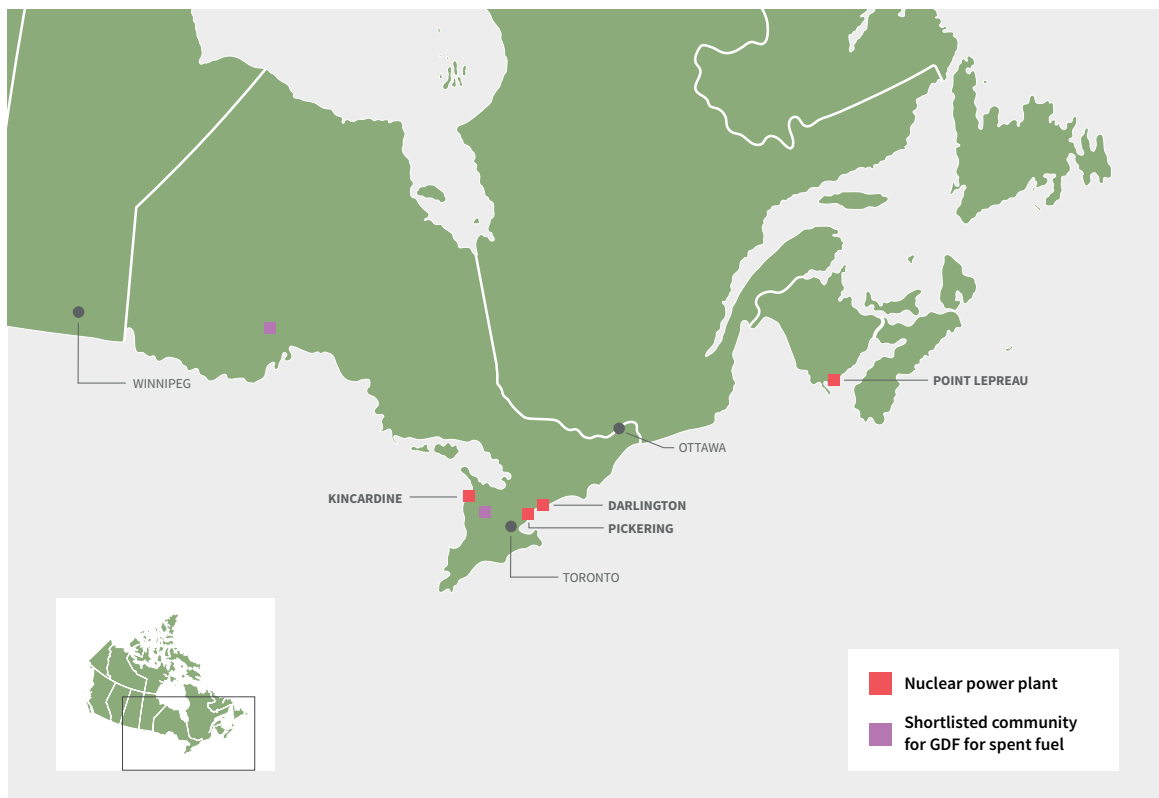 WINNIPEG
POINT LEPREAU
OTTAWA
KINCARDINE
DARLINGTON
PICKERING
TORONTO
Nuclear power plant
Shortlisted community
for GDF for spent fuel